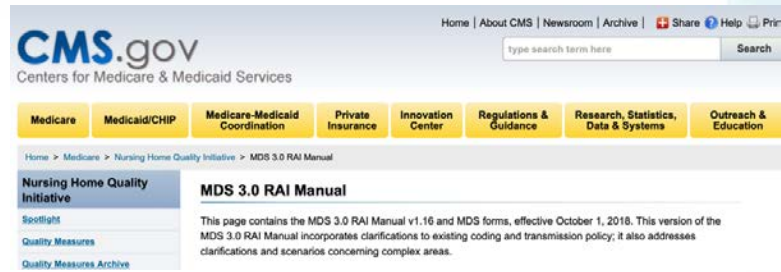 Home | About CMS | Newsroom | Archive | Share Help Prin
CMS.gov
type search term here
Search
Centers for Medicare & Medicaid Services
Medicare
Medicaid/CHIP
Medicare-Medicaid
Coordination
Private
Insurance
Innovation
Center
Regulations &
Guidance
Research, Statistics,
Data & Systems
Outreach &
Education
Home > Medicare > Nursing Home Quality Initiative > MDS 3.0 RAI Manual
Nursing Home Quality
Initiative
Spotlight
Quality Measures
Quality Measures Archive
MDS 3.0 RAI Manual
This page contains the MDS 3.0 RAI Manual v1.16 and MDS forms, effective October 1, 2018. This version of the
MDS 3.0 RAI Manual incorporates clarifications to existing coding and transmission policy; it also addresses
clarifications and scenarios concerning complex areas.